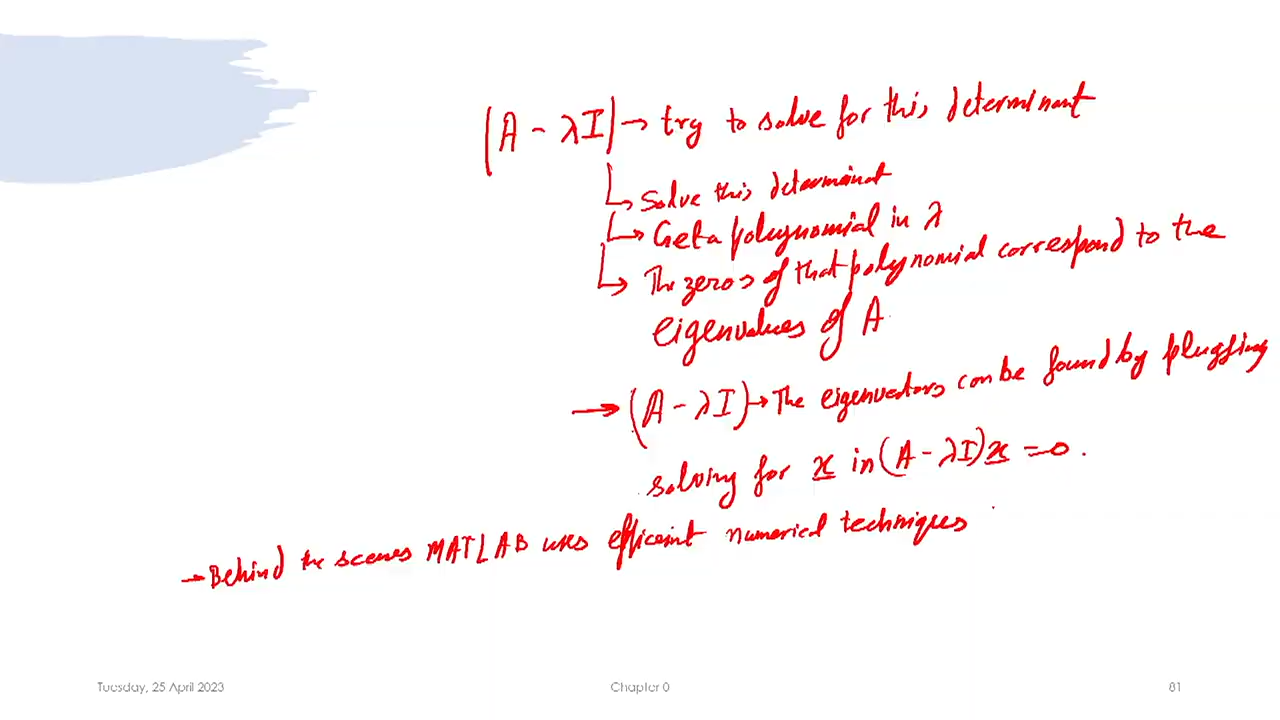 |A - λI| → try to solve for this determinant
↳ Solve this determinant
↳ Get a polynomial in λ
↳ The zeros of that polynomial correspond to the
eigenvalues of A
→ (A - λI) → The eigenvectors can be found by plugging
solving for x in (A - λI)x = 0.
→ Behind the scenes MATLAB uses efficient numerical techniques
Tuesday, 25 April 2023
Chapter 0
81